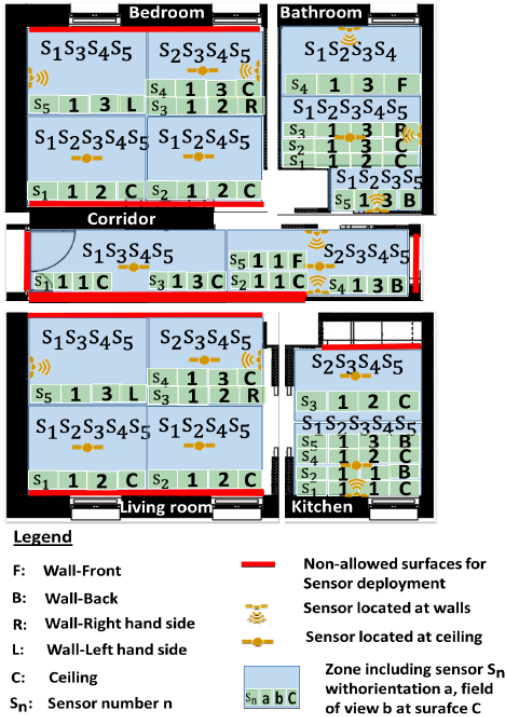 Bedroom
Bathroom
S1S3S4S5
S2S3S4S5
S1S2S3S4
S4 1 3 C
S4 1 3 F
S5 1 3 L
S3 1 2 R
S1S2S3S4S5
S1S2S4S5
S1S2S3S4S5
S3 1 3 R
S2 1 3 C
S1 1 2 C
S1S2S3S5
S1 1 2 C
S2 1 2 C
S5 1 3 B
Corridor
S1S3S4S5
S2S3S4S5
S5 1 1 F
S1 1 1 C
S3 1 3 C
S2 1 1 C
S4 1 3 B
S1S3S4S5
S2S3S4S5
S2S3S4S5
S4 1 3 C
S5 1 3 L
S3 1 2 R
S3 1 2 C
S1S2S3S4S5
S1S2S4S5
S1S2S3S4S5
S5 1 3 B
S4 1 2 C
S2 1 1 B
S1 1 1 C
S1 1 2 C
S2 1 2 C
Living room
Kitchen
Legend
F: Wall-Front
B: Wall-Back
R: Wall-Right hand side
L: Wall-Left hand side
C: Ceiling
Sn: Sensor number n
Non-allowed surfaces for
Sensor deployment
Sensor located at walls
Sensor located at ceiling
Sn a b C
Zone including sensor Sn
withorientation a, field
of view b at surafce C